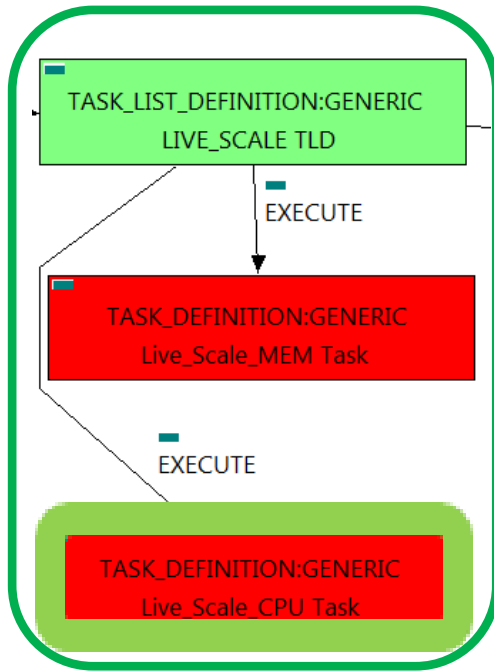 TASK_LIST_DEFINITION:GENERIC
LIVE_SCALE TLD
EXECUTE
TASK_DEFINITION:GENERIC
Live_Scale_MEM Task
EXECUTE
TASK_DEFINITION:GENERIC
Live_Scale_CPU Task